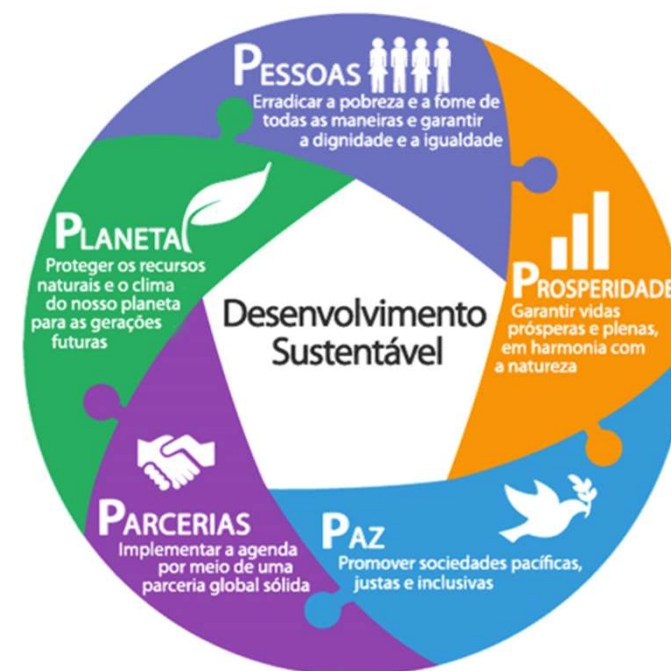 PESSOAS
Erradicar a pobreza e a fome de
todas as maneiras e garantir
a dignidade e a igualdade
PROSPERIDADE
Garantir vidas
prósperas e plenas,
em harmonia com
a natureza
PAZ
Promover sociedades pacíficas,
justas e inclusivas
PARCERIAS
Implementar a agenda
por meio de uma
parceria global sólida
PLANETA
Proteger os recursos
naturais e o clima
do nosso planeta
para as gerações
futuras
Desenvolvimento
Sustentável